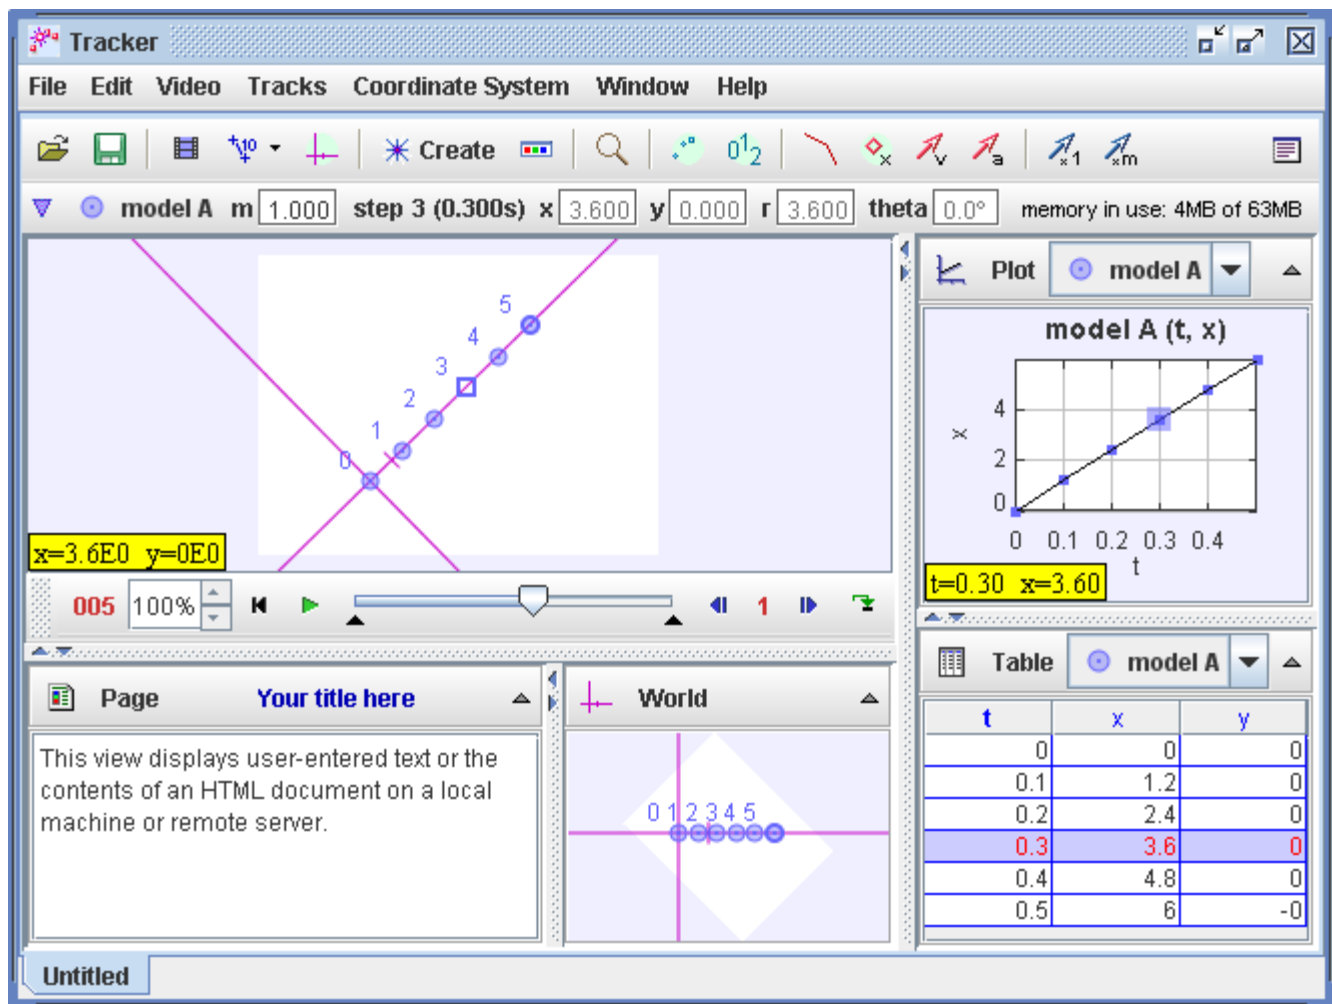 Tracker
File Edit Video Tracks Coordinate System Window Help
10 Create 0 1 2 x v a x1 xm
model A m 1.000 step 3 (0.300s) x 3.600 y 0.000 r 3.600 theta 0.0° memory in use: 4MB of 63MB
Plot model A
5
4
3
2
1
0
x=3.6E0 y=0E0
model A (t, x)
4
x
2
0
0 0.1 0.2 0.3 0.4
t
t=0.30 x=3.60
005 100% 1
Page Your title here
This view displays user-entered text or the
contents of an HTML document on a local
machine or remote server.
World
0 1 2 3 4 5
Table model A
t x y
0 0 0
0.1 1.2 0
0.2 2.4 0
0.3 3.6 0
0.4 4.8 0
0.5 6 -0
Untitled